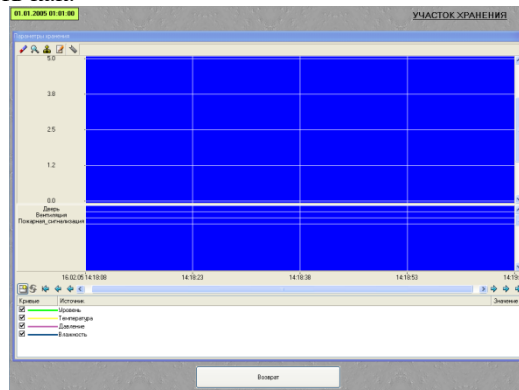 01.01.2005 01:01:00
УЧАСТОК ХРАНЕНИЯ
Параметры хранения
5.0
3.8
2.5
1.2
0.0
Дверь
Вентиляция
Пожарная_сигнализация
16.02.05 14:18:08 14:18:23 14:18:38 14:18:53
Кривые Источник Значение
Уровень
Температура
Давление
Влажность
Возврат